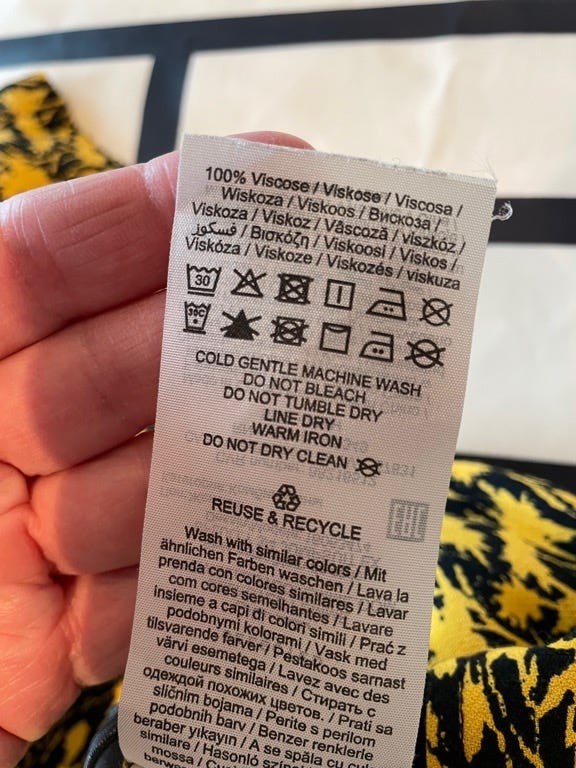 100% Viscose / Viskose / Viscosa /
Wiskoza / Viskoos / Вискоза /
Viskoza / Viskoz / Vâscoză / viszkóz /
فسكوز / Βισκόζη / Viskoosi / Viskos /
Viskóza / Viskoze / Viskozės / viskuza
30
30C
COLD GENTLE MACHINE WASH
DO NOT BLEACH
DO NOT TUMBLE DRY
LINE DRY
WARM IRON
DO NOT DRY CLEAN
REUSE & RECYCLE
EAC
Wash with similar colors / Mit
ähnlichen Farben waschen / Lava la
prenda con colores similares / Lavar
com cores semelhantes / Lavare
insieme a capi di colori simili / Prać z
podobnymi kolorami / Vask med
tilsvarende farver / Pestakoos sarnast
värvi esemetega / Lavez avec des
couleurs similaires / Стирать с
одеждой похожих цветов. / Prati sa
sličnim bojama / Perite s perilom
podobnih barv / Benzer renklerle
beraber yıkayın / A se spăla cu culori
similare / Hasonló
mossa